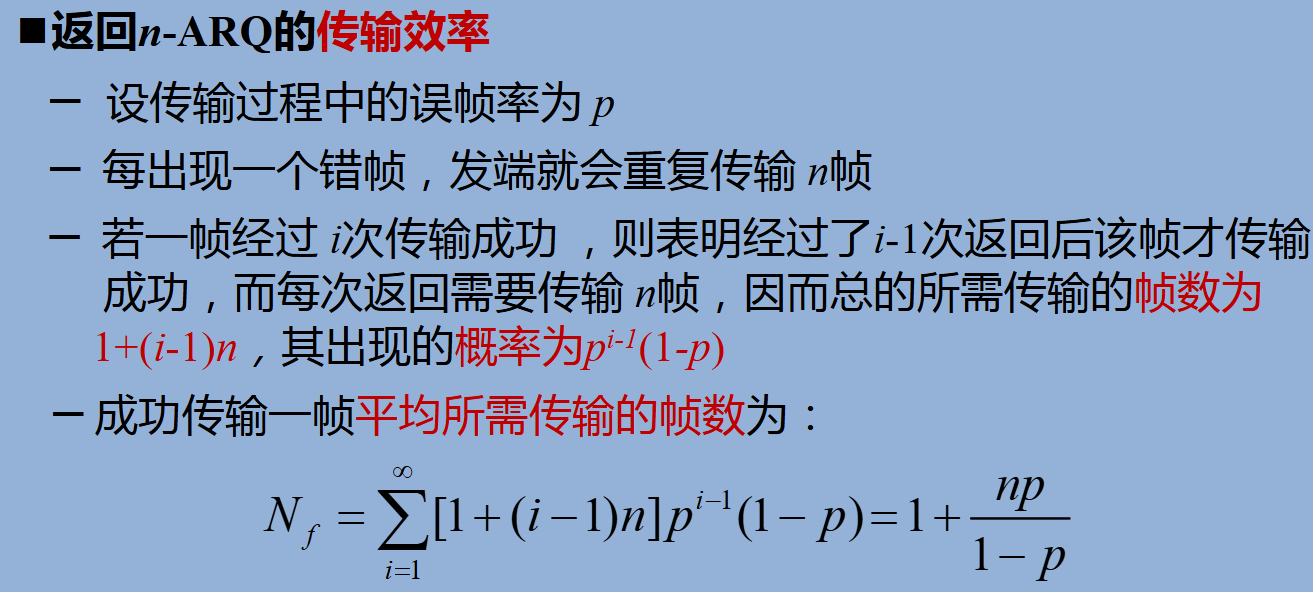 ■返回n-ARQ的传输效率
— 设传输过程中的误帧率为 p
— 每出现一个错帧，发端就会重复传输 n帧
— 若一帧经过 i次传输成功 ，则表明经过了i-1次返回后该帧才传输
成功，而每次返回需要传输 n帧，因而总的所需传输的帧数为
1+(i-1)n，其出现的概率为pⁱ⁻¹(1-p)
— 成功传输一帧平均所需传输的帧数为：
N_f = ∑_{i=1}^{∞}[1+(i−1)n]p^{i−1}(1−p)=1+\frac{np}{1−p}